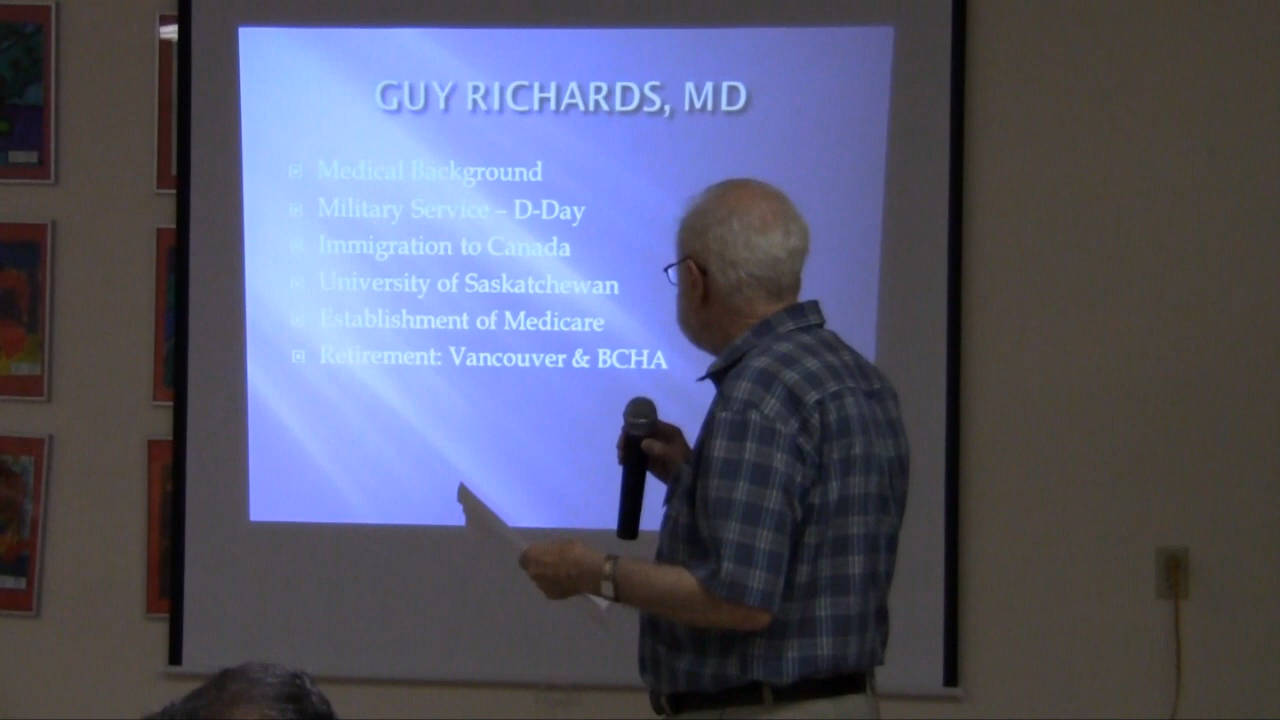 GUY RICHARDS, MD
Medical Background
Military Service – D-Day
Immigration to Canada
University of Saskatchewan
Establishment of Medicare
Retirement: Vancouver & BCHA